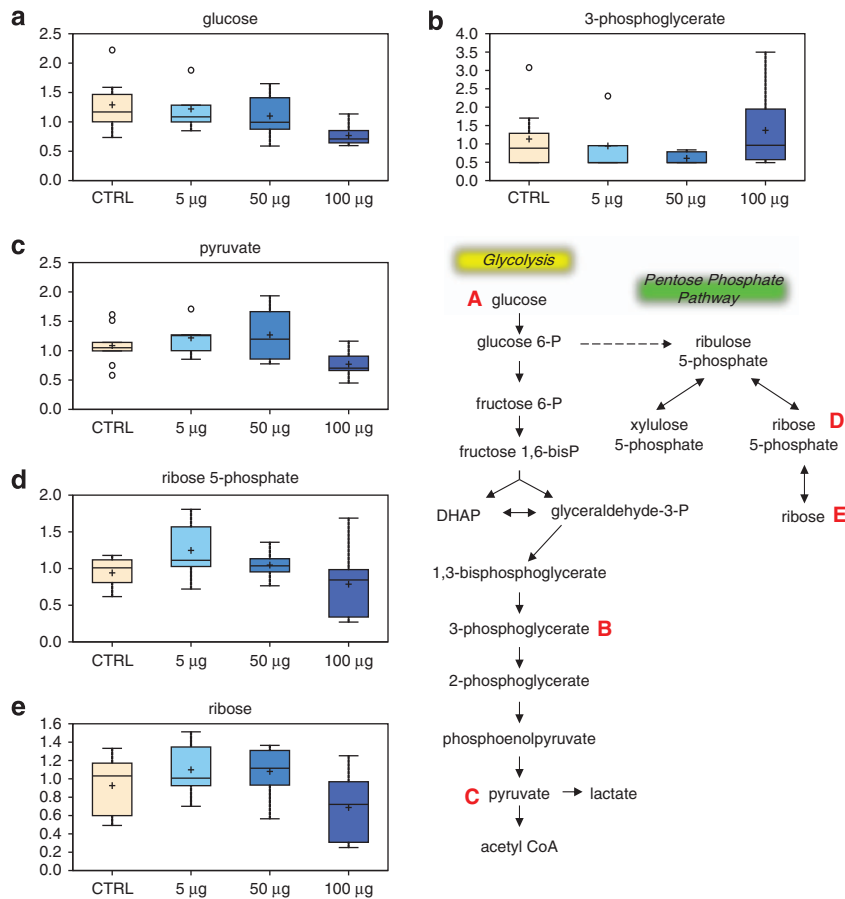 a
glucose
2.5
2.0
1.5
1.0
0.5
0.0
CTRL 5 µg 50 µg 100 µg
b
3-phosphoglycerate
4.0
3.5
3.0
2.5
2.0
1.5
1.0
0.5
0.0
CTRL 5 µg 50 µg 100 µg
c
pyruvate
2.5
2.0
1.5
1.0
0.5
0.0
CTRL 5 µg 50 µg 100 µg
d
ribose 5-phosphate
2.0
1.5
1.0
0.5
0.0
CTRL 5 µg 50 µg 100 µg
e
ribose
1.6
1.4
1.2
1.0
0.8
0.6
0.4
0.2
0.0
CTRL 5 µg 50 µg 100 µg
Glycolysis
Pentose Phosphate
Pathway
A glucose
glucose 6-P
ribulose
5-phosphate
fructose 6-P
xylulose
5-phosphate
ribose D
5-phosphate
fructose 1,6-bisP
DHAP
glyceraldehyde-3-P
ribose E
1,3-bisphosphoglycerate
3-phosphoglycerate B
2-phosphoglycerate
phosphoenolpyruvate
C pyruvate
lactate
acetyl CoA